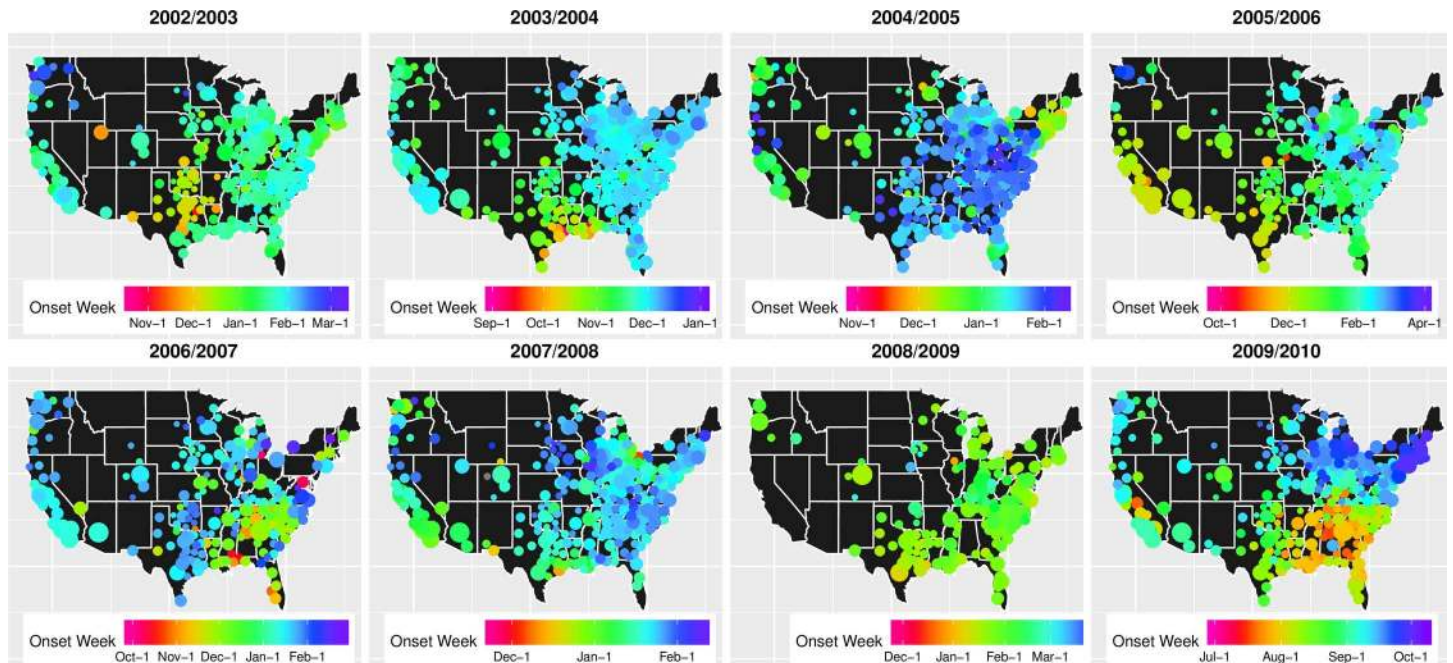 2002/2003
2003/2004
2004/2005
2005/2006
Onset Week
Nov-1 Dec-1 Jan-1 Feb-1 Mar-1
Onset Week
Sep-1 Oct-1 Nov-1 Dec-1 Jan-1
Onset Week
Nov-1 Dec-1 Jan-1 Feb-1
Onset Week
Oct-1 Dec-1 Feb-1 Apr-1
2006/2007
2007/2008
2008/2009
2009/2010
Onset Week
Oct-1 Nov-1 Dec-1 Jan-1 Feb-1
Onset Week
Dec-1 Jan-1 Feb-1
Onset Week
Dec-1 Jan-1 Feb-1 Mar-1
Onset Week
Jul-1 Aug-1 Sep-1 Oct-1